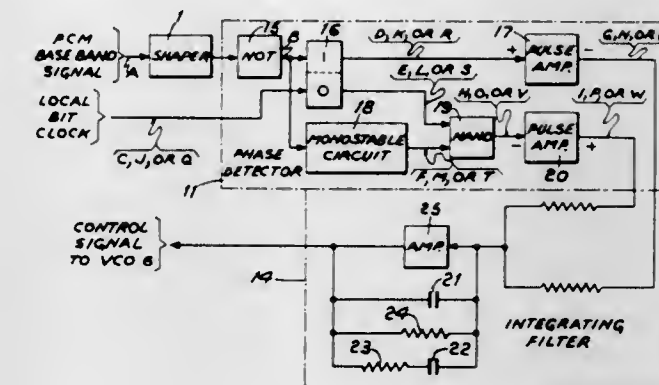 PCM
BASE BAND
SIGNAL
A
1
SHAPER
15
NOT
B
16
1
0
D, K, OR R
17
+
PULSE
AMP.
-
E, L, OR S
LOCAL
BIT
CLOCK
C, J, OR Q
18
MONOSTABLE
CIRCUIT
19
NAND
H, O, OR V
-
PULSE
AMP.
20
+
I, P, OR W
F, M, OR T
PHASE
DETECTOR
11
CONTROL
SIGNAL
TO VCO 6
14
25
AMP.
21
24
23
22
INTEGRATING
FILTER